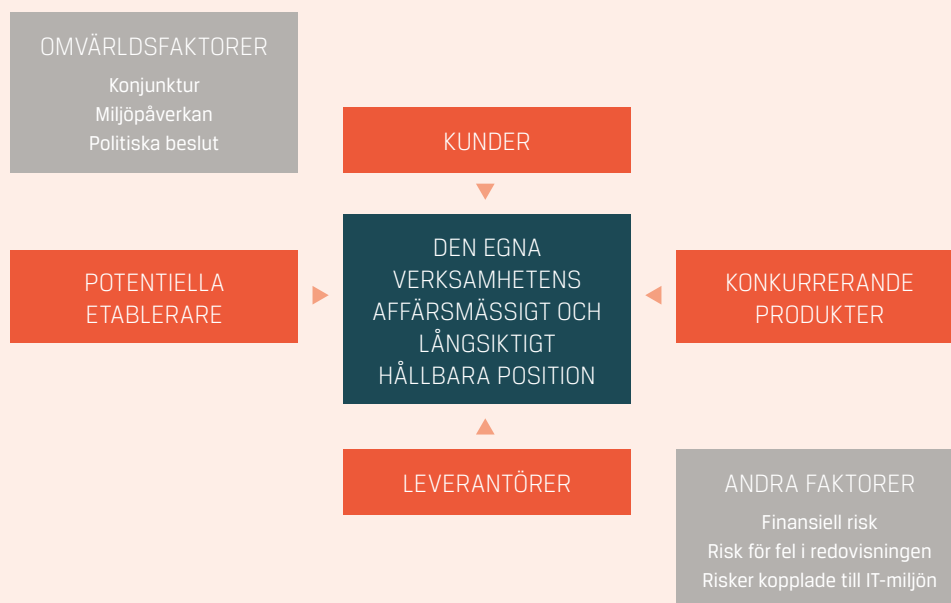 OMVÄRLDSFAKTORER
Konjunktur
Miljöpåverkan
Politiska beslut
KUNDER
POTENTIELLA
ETABLERARE
DEN EGNA
VERKSAMHETENS
AFFÄRSMÄSSIGT OCH
LÅNGSIKTIGT
HÅLLBARA POSITION
KONKURRERANDE
PRODUKTER
LEVERANTÖRER
ANDRA FAKTORER
Finansiell risk
Risk för fel i redovisningen
Risker kopplade till IT-miljön